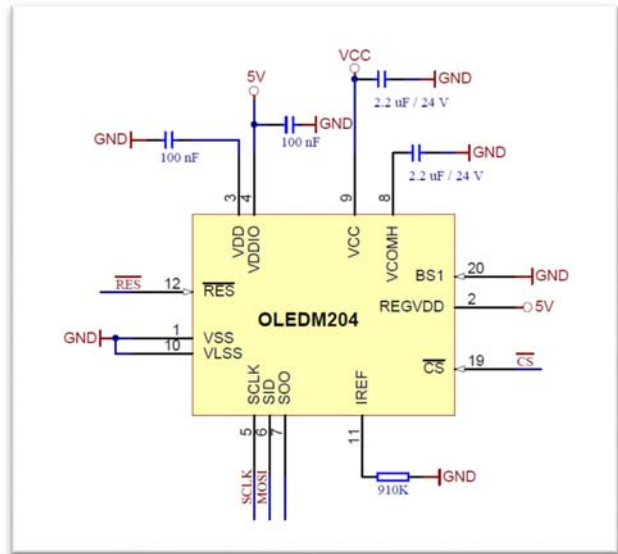 VCC
5V
GND
2.2 uF / 24 V
GND
100 nF
GND
100 nF
GND
2.2 uF / 24 V
3
4
9
8
VDD
VDDIO
VCC
VCOMH
RES
12
RES
BS1
20
GND
REGVDD
2
5V
OLEDM204
GND
1
VSS
10
VLSS
CS
19
CS
SCLK
SID
SOO
IREF
5
6
7
11
SCLK
MOSI
910K
GND